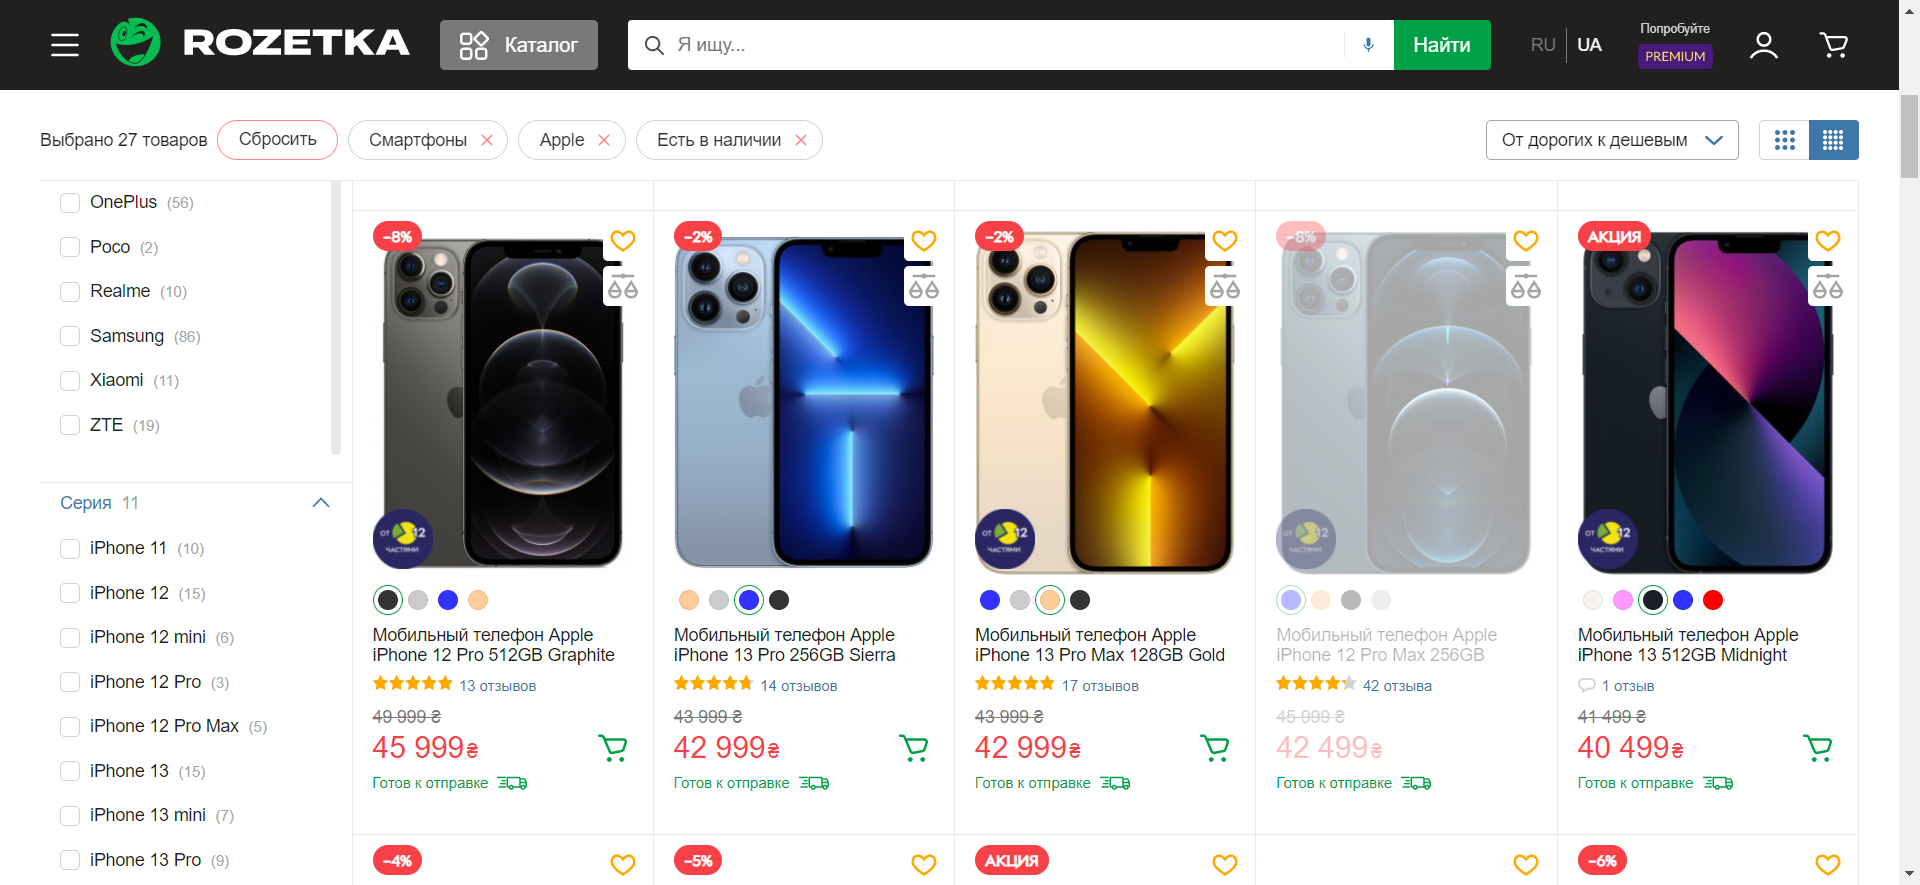 ROZETKA
Каталог
Я ищу...
Найти
RU
UA
Попробуйте
PREMIUM
Выбрано 27 товаров
Сбросить
Смартфоны
Apple
Есть в наличии
От дорогих к дешевым
OnePlus (56)
Poco (2)
Realme (10)
Samsung (86)
Xiaomi (11)
ZTE (19)
Серия 11
iPhone 11 (10)
iPhone 12 (15)
iPhone 12 mini (6)
iPhone 12 Pro (3)
iPhone 12 Pro Max (5)
iPhone 13 (15)
iPhone 13 mini (7)
iPhone 13 Pro (9)
-8%
ОТ 12
ЧАСТЯМИ
Мобильный телефон Apple
iPhone 12 Pro 512GB Graphite
13 отзывов
49 999 ₴
45 999₴
Готов к отправке
-2%
Мобильный телефон Apple
iPhone 13 Pro 256GB Sierra
14 отзывов
43 999 ₴
42 999₴
Готов к отправке
-2%
ОТ 12
ЧАСТЯМИ
Мобильный телефон Apple
iPhone 13 Pro Max 128GB Gold
17 отзывов
43 999 ₴
42 999₴
Готов к отправке
-8%
ОТ 12
ЧАСТЯМИ
Мобильный телефон Apple
iPhone 12 Pro Max 256GB
42 отзыва
45 999 ₴
42 499₴
Готов к отправке
АКЦИЯ
ОТ 12
ЧАСТЯМИ
Мобильный телефон Apple
iPhone 13 512GB Midnight
1 отзыв
41 499 ₴
40 499₴
Готов к отправке
-4%
-5%
АКЦИЯ
-6%